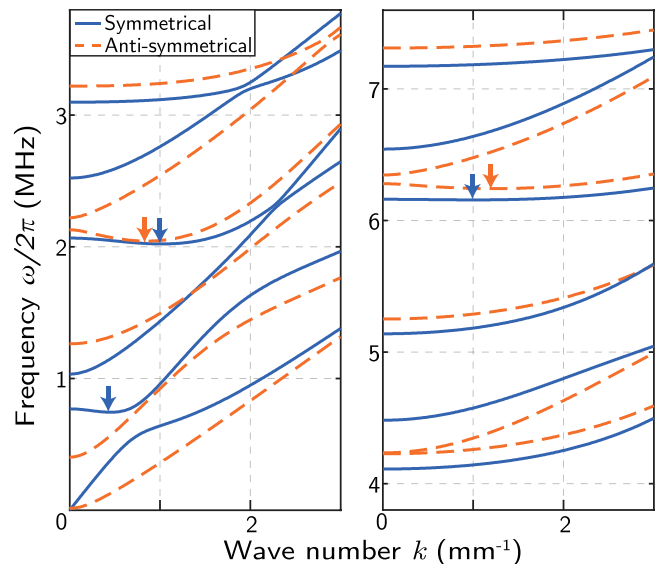 Symmetrical
Anti-symmetrical
Frequency ω/2π (MHz)
3
2
1
0
2
7
6
5
4
0
2
Wave number k (mm⁻¹)